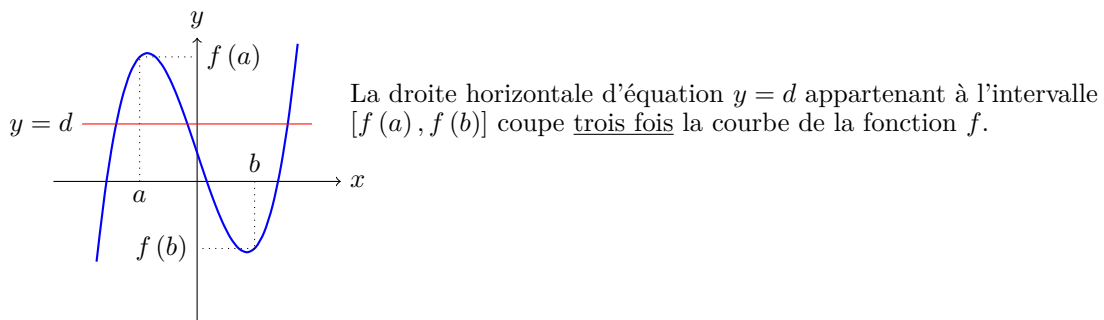 y
f (a)
La droite horizontale d'équation y = d appartenant à l'intervalle
y = d
[f (a) , f (b)] coupe trois fois la courbe de la fonction f.
b
x
a
f (b)